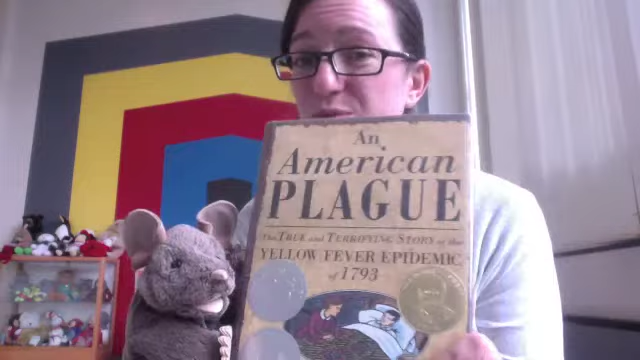 An
American
PLAGUE
The TRUE and TERRIFYING STORY of the
YELLOW FEVER EPIDEMIC
of 1793